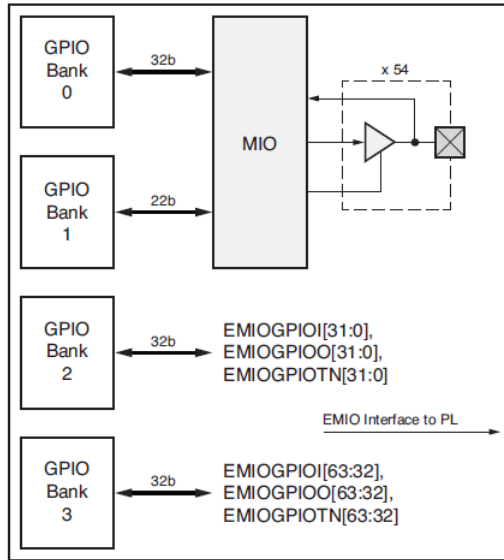 GPIO
Bank
0
32b
MIO
x 54
GPIO
Bank
1
22b
GPIO
Bank
2
32b
EMIOGPIOI[31:0],
EMIOGPIOO[31:0],
EMIOGPIOTN[31:0]
EMIO Interface to PL
GPIO
Bank
3
32b
EMIOGPIOI[63:32],
EMIOGPIOO[63:32],
EMIOGPIOTN[63:32]